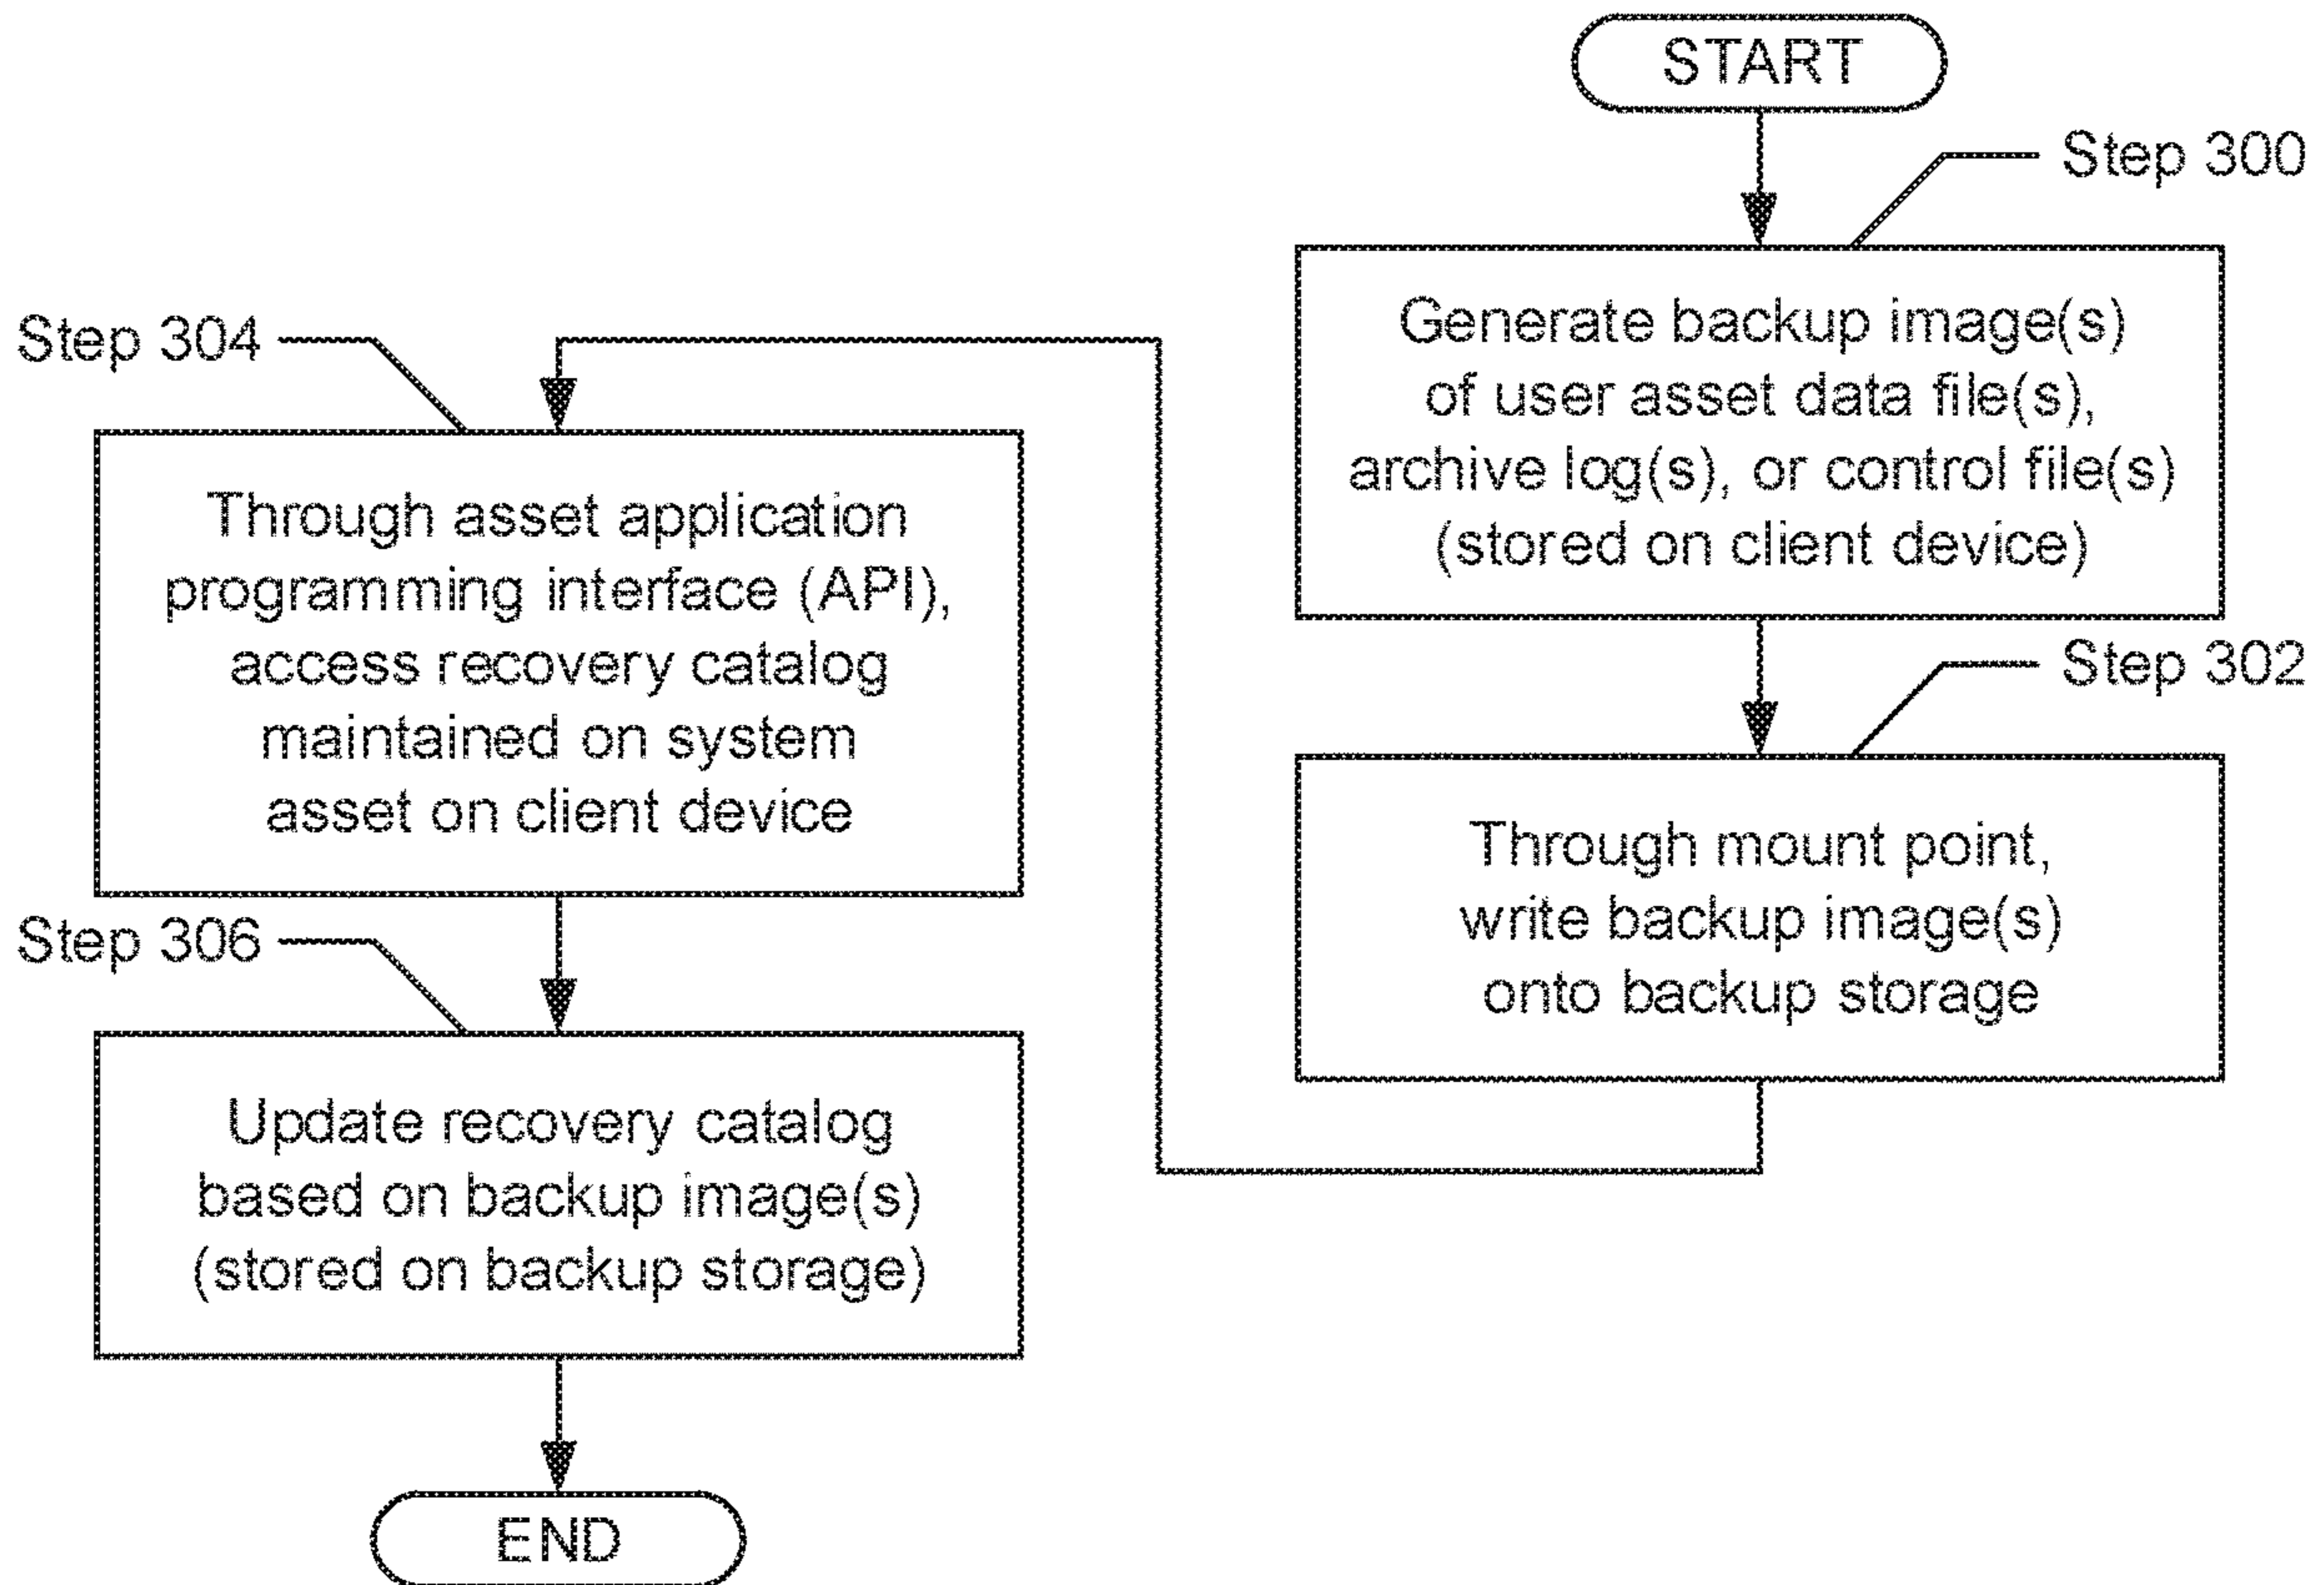 START
Step 300
Generate backup image(s)
of user asset data file(s),
archive log(s), or control file(s)
(stored on client device)
Step 302
Through mount point,
write backup image(s)
onto backup storage
Step 304
Through asset application
programming interface (API),
access recovery catalog
maintained on system
asset on client device
Step 306
Update recovery catalog
based on backup image(s)
(stored on backup storage)
END